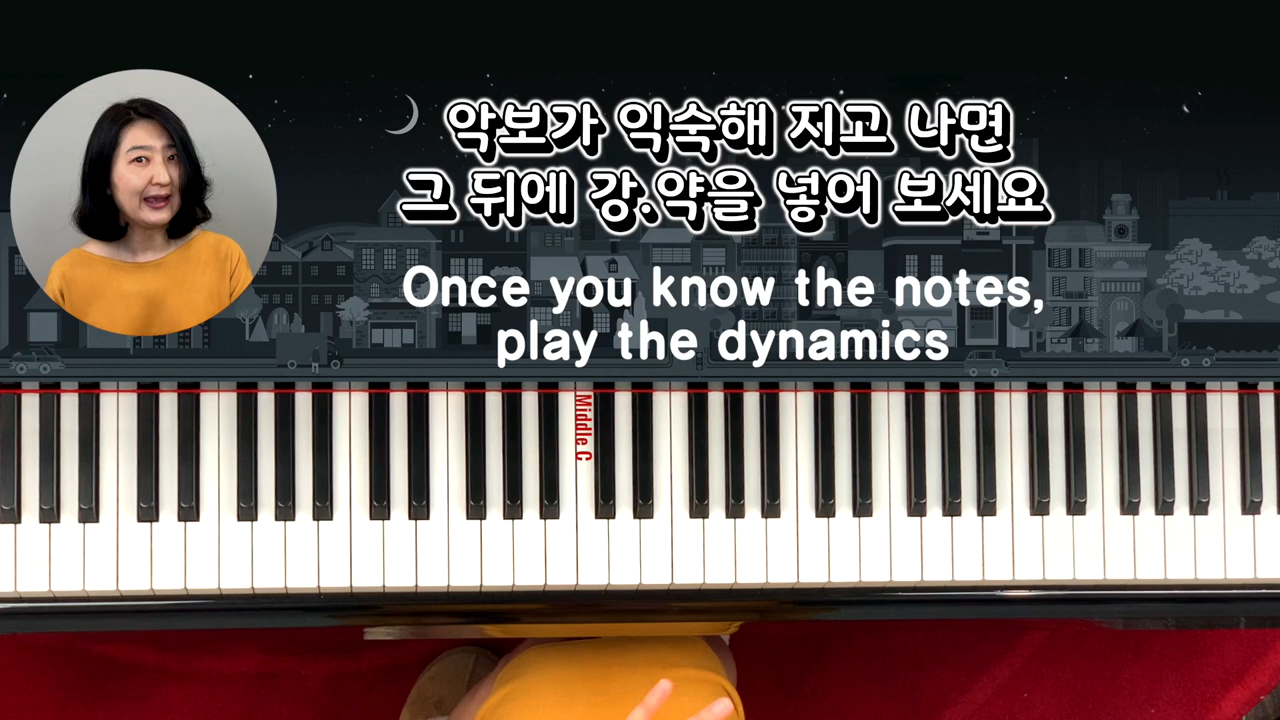 악보가 익숙해 지고 나면
그 뒤에 강.약을 넣어 보세요
Once you know the notes,
play the dynamics
Middle C